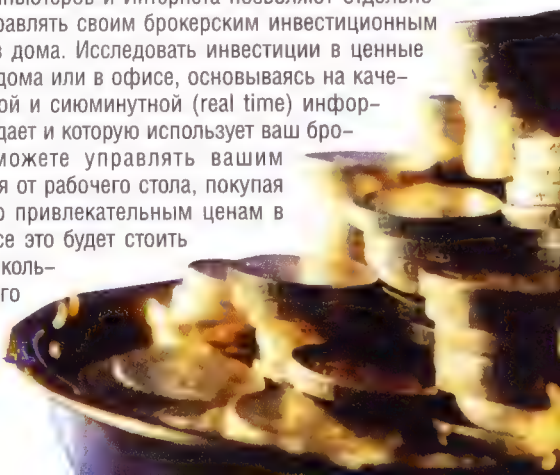 пьютеров и Интернета позволяют отдельно
равлять своим брокерским инвестиционным
з дома. Исследовать инвестиции в ценные
дома или в офисе, основываясь на каче-
ой и сиюминутной (real time) инфор-
дает и которую использует ваш бро-
можете управлять вашим
я от рабочего стола, покупая
о привлекательным ценам в
се это будет стоить
коль-
го